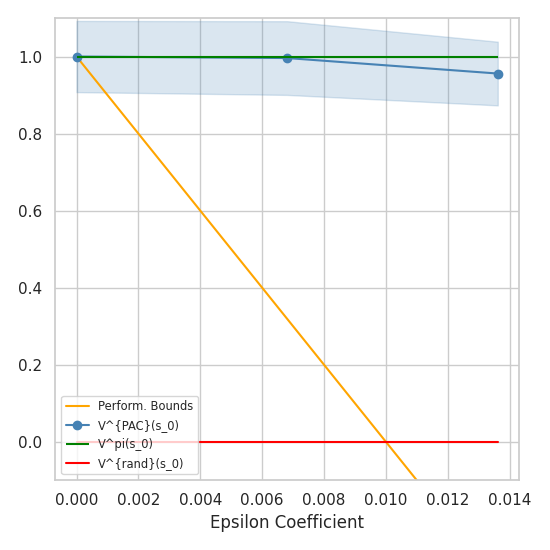 1.0
0.8
0.6
0.4
0.2
0.0
Perform. Bounds
V^{PAC}(s_0)
V^pi(s_0)
V^{rand}(s_0)
0.000 0.002 0.004 0.006 0.008 0.010 0.012 0.014
Epsilon Coefficient